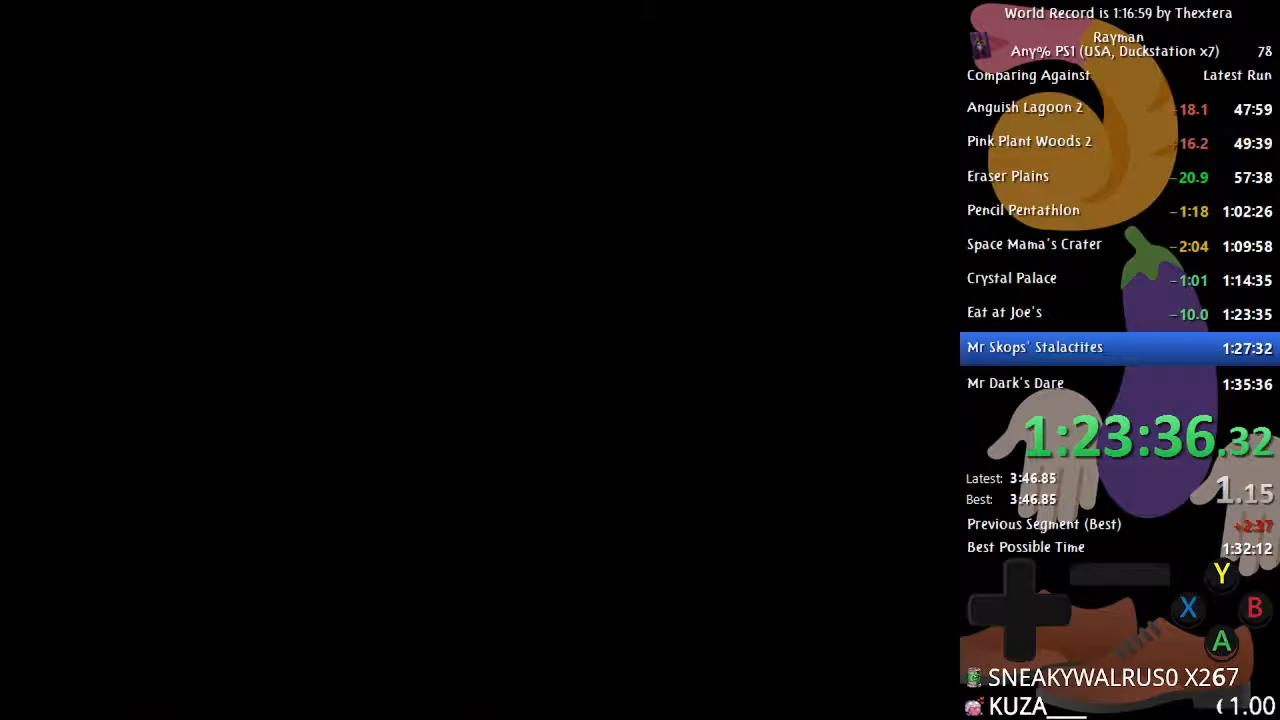 World Record is 1:16:59 by Thextera
Rayman
Any% PS1 (USA, Duckstation x7) 78
Comparing Against Latest Run
Anguish Lagoon 2 -18.1 47:59
Pink Plant Woods 2 16.2 49:39
Eraser Plains -20.9 57:38
Pencil Pentathlon -1:18 1:02:26
Space Mama's Crater -2:04 1:09:58
Crystal Palace -1:01 1:14:35
Eat at Joe's -10.0 1:23:35
Mr Skops' Stalactites 1:27:32
Mr Dark's Dare 1:35:36
1:23:36.32
Latest: 3:46.85
Best: 3:46.85
1.15
Previous Segment (Best) +2:37
Best Possible Time 1:32:12
Y
X B
A
SNEAKYWALRUS0 X267
KUZA___ ( 1.00